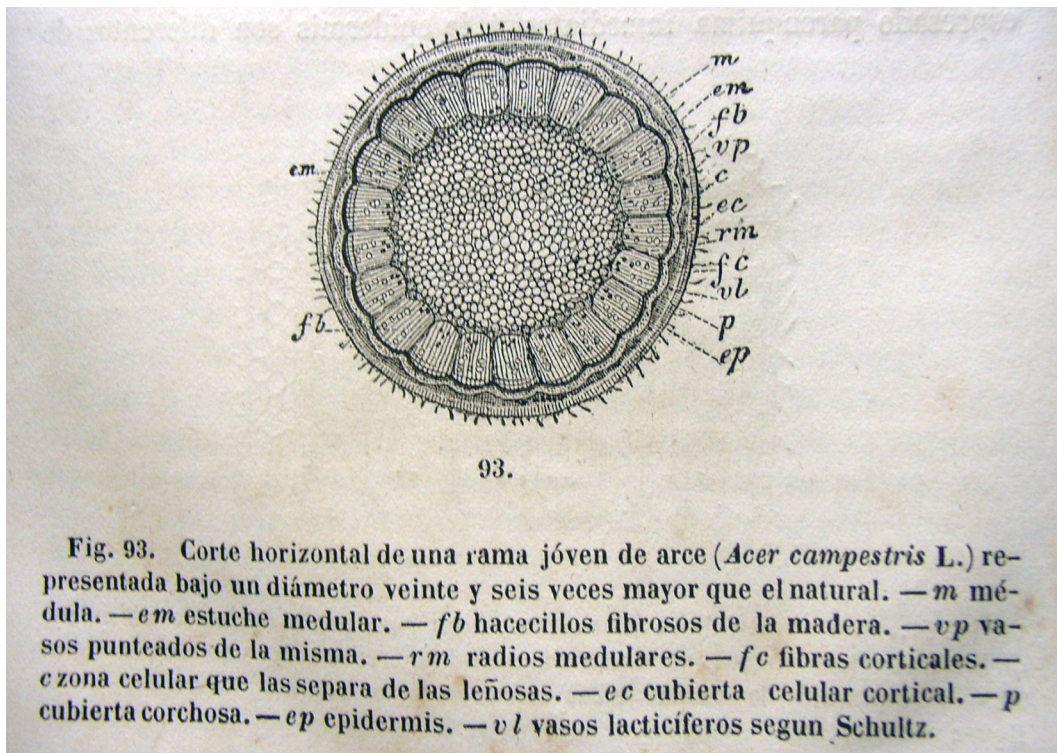 m
em
fb
vp
em
c
ec
rm
fc
vl
fb
p
ep
93.
Fig. 93. Corte horizontal de una rama jóven de arce (Acer campestris L.) re-
presentada bajo un diámetro veinte y seis veces mayor que el natural. — m mé-
dula. — em estuche medular. — fb hacecillos fibrosos de la madera. — vp va-
sos punteados de la misma. — rm radios medulares. — fc fibras corticales. —
c zona celular que las separa de las leñosas. — ec cubierta celular cortical. — p
cubierta corchosa. — ep epidermis. — vl vasos lacticíferos segun Schultz.